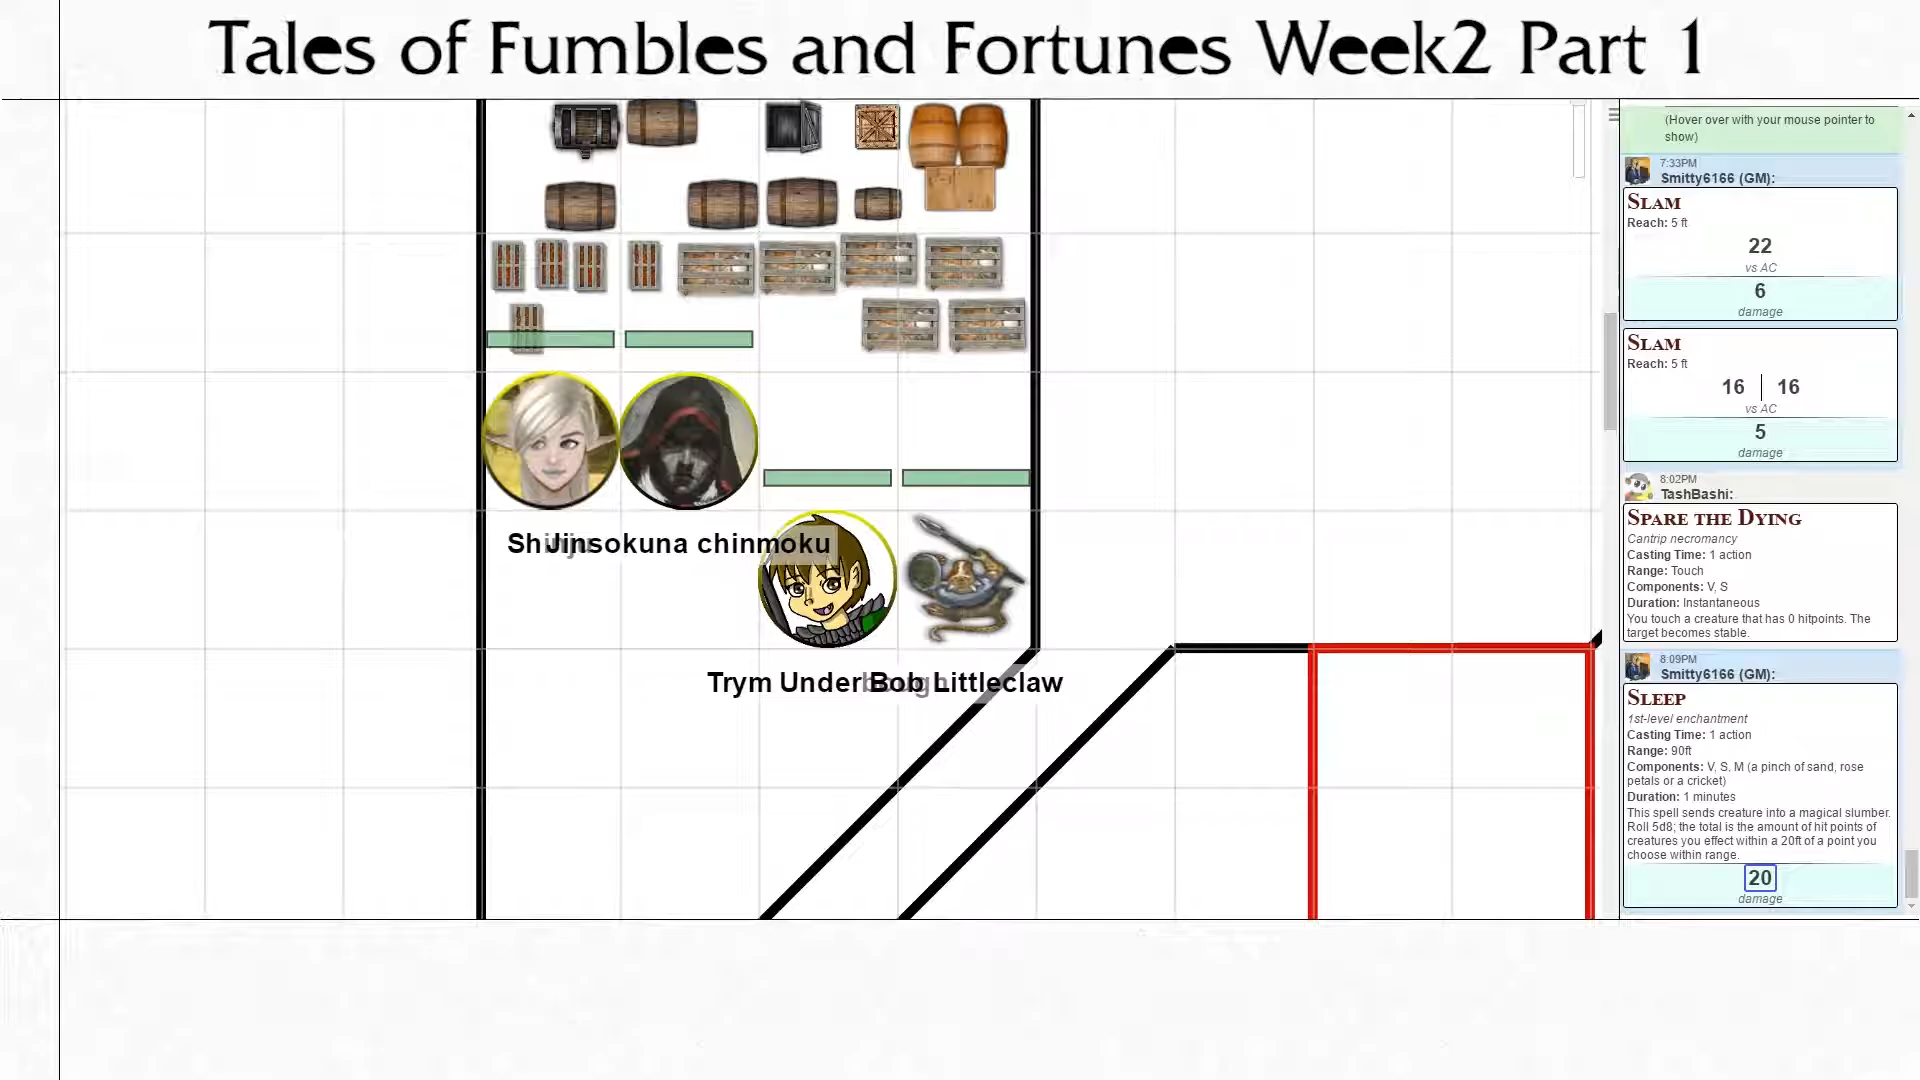 Tales of Fumbles and Fortunes Week2 Part 1
(Hover over with your mouse pointer to
show)
7:33PM
Smitty6166 (GM):
SLAM
Reach: 5 ft
22
vs AC
6
damage
SLAM
Reach: 5 ft
16 | 16
vs AC
5
damage
8:02PM
TashBashi:
SPARE THE DYING
Cantrip necromancy
Casting Time: 1 action
Range: Touch
Components: V, S
Duration: Instantaneous
You touch a creature that has 0 hitpoints. The
target becomes stable.
8:09PM
Smitty6166 (GM):
SLEEP
1st-level enchantment
Casting Time: 1 action
Range: 90ft
Components: V, S, M (a pinch of sand, rose
petals or a cricket)
Duration: 1 minutes
This spell sends creature into a magical slumber.
Roll 5d8; the total is the amount of hit points of
creatures you effect within a 20ft of a point you
choose within range.
20
damage
Jinsokuna chinmoku
Trym Under
Bob Littleclaw